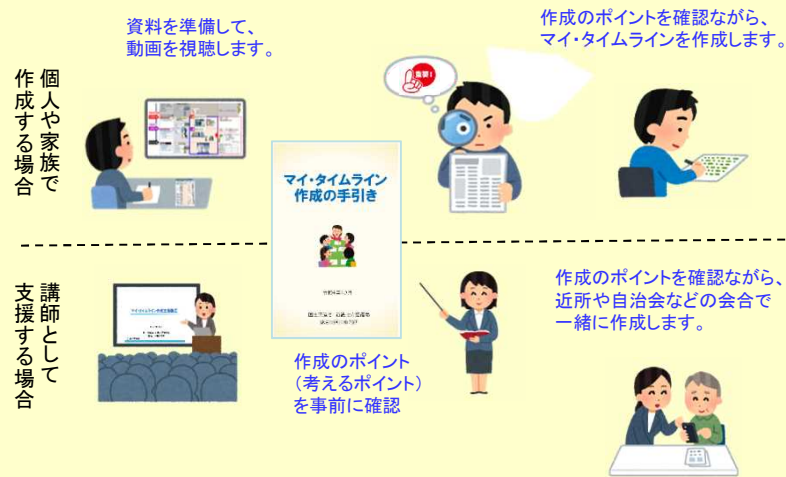 資料を準備して、
動画を視聴します。
作成のポイントを確認ながら、
マイ・タイムラインを作成します。
個人や家族で
作成する場合
重要!
マイ・タイムライン
作成の手引き
講師として
支援する場合
作成のポイント
(考えるポイント)
を事前に確認
作成のポイントを確認ながら、
近所や自治会などの会合で
一緒に作成します。